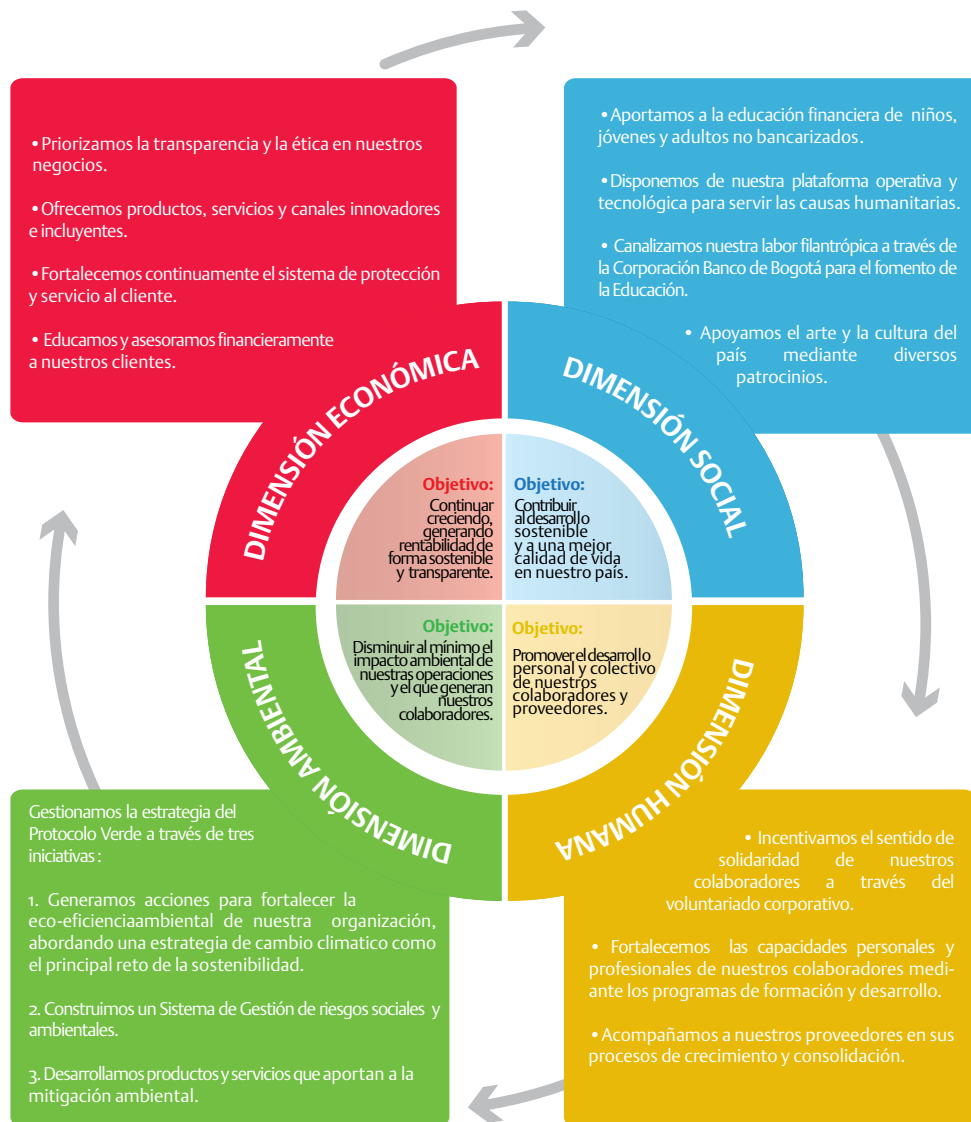 • Priorizamos la transparencia y la ética en nuestros
negocios.
• Ofrecemos productos, servicios y canales innovadores
e incluyentes.
• Fortalecemos continuamente el sistema de protección
y servicio al cliente.
• Educamos y asesoramos financieramente
a nuestros clientes.
DIMENSIÓN ECONÓMICA
Objetivo:
Continuar
creciendo,
generando
rentabilidad de
forma sostenible
y transparente.
• Aportamos a la educación financiera de niños,
jóvenes y adultos no bancarizados.
• Disponemos de nuestra plataforma operativa y
tecnológica para servir las causas humanitarias.
• Canalizamos nuestra labor filantrópica a través de
la Corporación Banco de Bogotá para el fomento de
la Educación.
• Apoyamos el arte y la cultura del
país mediante diversos
patrocinios.
DIMENSIÓN SOCIAL
Objetivo:
Contribuir
al desarrollo
sostenible
y a una mejor
calidad de vida
en nuestro país.
Objetivo:
Disminuir al mínimo el
impacto ambiental de
nuestras operaciones
y el que generan
nuestros
colaboradores.
DIMENSIÓN AMBIENTAL
Gestionamos la estrategia del
Protocolo Verde a través de tres
iniciativas :
1. Generamos acciones para fortalecer la
eco-eficienciaambiental de nuestra organización,
abordando una estrategia de cambio climatico como
el principal reto de la sostenibilidad.
2. Construimos un Sistema de Gestión de riesgos sociales y
ambientales.
3. Desarrollamos productos y servicios que aportan a la
mitigación ambiental.
Objetivo:
Promover el desarrollo
personal y colectivo
de nuestros
colaboradores y
proveedores.
DIMENSIÓN HUMANA
• Incentivamos el sentido de
solidaridad de nuestros
colaboradores a través del
voluntariado corporativo.
• Fortalecemos las capacidades personales y
profesionales de nuestros colaboradores medi-
ante los programas de formación y desarrollo.
• Acompañamos a nuestros proveedores en sus
procesos de crecimiento y consolidación.